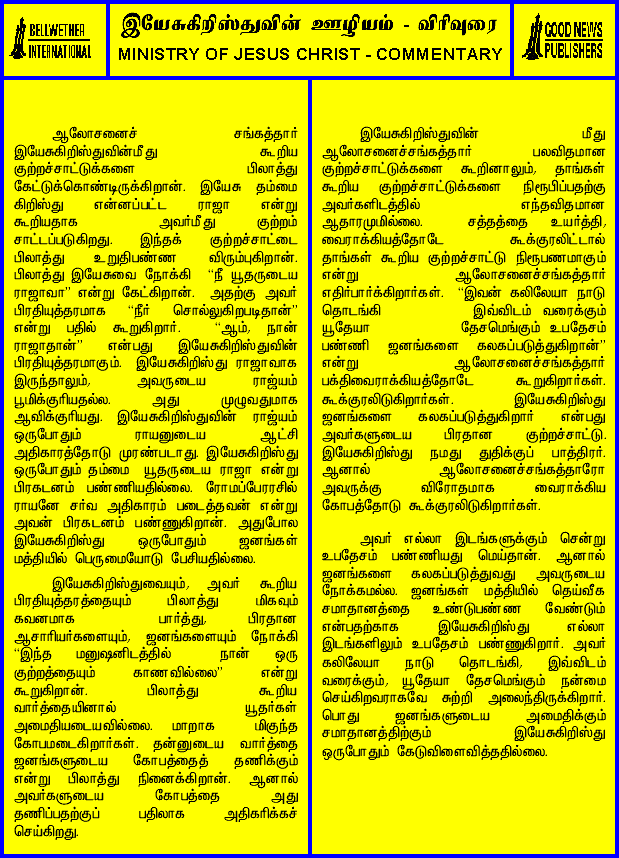 BELLWETHER
INTERNATIONAL
இயேசுகிறிஸ்துவின் ஊழியம் - விரிவுரை
MINISTRY OF JESUS CHRIST - COMMENTARY
GOOD NEWS
PUBLISHERS
ஆலோசனைச் சங்கத்தார்
இயேசுகிறிஸ்துவின்மீது கூறிய
குற்றச்சாட்டுக்களை பிலாத்து
கேட்டுக்கொண்டிருக்கிறான். இயேசு தம்மை
கிறிஸ்து என்னப்பட்ட ராஜா என்று
கூறியதாக அவர்மீது குற்றம்
சாட்டப்படுகிறது. இந்தக் குற்றச்சாட்டை
பிலாத்து உறுதிபண்ண விரும்புகிறான்.
பிலாத்து இயேசுவை நோக்கி “நீ யூதருடைய
ராஜாவா” என்று கேட்கிறான். அதற்கு அவர்
பிரதியுத்தரமாக “நீர் சொல்லுகிறபடிதான்”
என்று பதில் கூறுகிறார். “ஆம், நான்
ராஜாதான்” என்பது இயேசுகிறிஸ்துவின்
பிரதியுத்தரமாகும். இயேசுகிறிஸ்து ராஜாவாக
இருந்தாலும், அவருடைய ராஜ்யம்
பூமிக்குரியதல்ல. அது முழுவதுமாக
ஆவிக்குரியது. இயேசுகிறிஸ்துவின் ராஜ்யம்
ஒருபோதும் ராயனுடைய ஆட்சி
அதிகாரத்தோடு முரண்படாது. இயேசுகிறிஸ்து
ஒருபோதும் தம்மை யூதருடைய ராஜா என்று
பிரகடனம் பண்ணியதில்லை. ரோமப்பேரரசில்
ராயனே சர்வ அதிகாரம் படைத்தவன் என்று
அவன் பிரகடனம் பண்ணுகிறான். அதுபோல
இயேசுகிறிஸ்து ஒருபோதும் ஜனங்கள்
மத்தியில் பெருமையோடு பேசியதில்லை.
இயேசுகிறிஸ்துவையும், அவர் கூறிய
பிரதியுத்தரத்தையும் பிலாத்து மிகவும்
கவனமாக பார்த்து, பிரதான
ஆசாரியர்களையும், ஜனங்களையும் நோக்கி
“இந்த மனுஷனிடத்தில் நான் ஒரு
குற்றத்தையும் காணவில்லை” என்று
கூறுகிறான். பிலாத்து கூறிய
வார்த்தையினால் யூதர்கள்
அமைதியடையவில்லை. மாறாக மிகுந்த
கோபமடைகிறார்கள். தன்னுடைய வார்த்தை
ஜனங்களுடைய கோபத்தைத் தணிக்கும்
என்று பிலாத்து நினைக்கிறான். ஆனால்
அவர்களுடைய கோபத்தை அது
தணிப்பதற்குப் பதிலாக அதிகரிக்கச்
செய்கிறது.
இயேசுகிறிஸ்துவின் மீது
ஆலோசனைச்சங்கத்தார் பலவிதமான
குற்றச்சாட்டுக்களை கூறினாலும், தாங்கள்
கூறிய குற்றச்சாட்டுக்களை நிரூபிப்பதற்கு
அவர்களிடத்தில் எந்தவிதமான
ஆதாரமுமில்லை. சத்தத்தை உயர்த்தி,
வைராக்கியத்தோடே கூக்குரலிட்டால்
தாங்கள் கூறிய குற்றச்சாட்டு நிரூபணமாகும்
என்று ஆலோசனைச்சங்கத்தார்
எதிர்பார்க்கிறார்கள். “இவன் கலிலேயா நாடு
தொடங்கி இவ்விடம் வரைக்கும்
யூதேயா தேசமெங்கும் உபதேசம்
பண்ணி ஜனங்களை கலகப்படுத்துகிறான்”
என்று ஆலோசனைச்சங்கத்தார்
பக்திவைராக்கியத்தோடே கூறுகிறார்கள்.
கூக்குரலிடுகிறார்கள். இயேசுகிறிஸ்து
ஜனங்களை கலகப்படுத்துகிறார் என்பது
அவர்களுடைய பிரதான குற்றச்சாட்டு.
இயேசுகிறிஸ்து நமது துதிக்குப் பாத்திரர்.
ஆனால் ஆலோசனைச்சங்கத்தாரோ
அவருக்கு விரோதமாக வைராக்கிய
கோபத்தோடு கூக்குரலிடுகிறார்கள்.
அவர் எல்லா இடங்களுக்கும் சென்று
உபதேசம் பண்ணியது மெய்தான். ஆனால்
ஜனங்களை கலகப்படுத்துவது அவருடைய
நோக்கமல்ல. ஜனங்கள் மத்தியில் தெய்வீக
சமாதானத்தை உண்டுபண்ண வேண்டும்
என்பதற்காக இயேசுகிறிஸ்து எல்லா
இடங்களிலும் உபதேசம் பண்ணுகிறார். அவர்
கலிலேயா நாடு தொடங்கி, இவ்விடம்
வரைக்கும், யூதேயா தேசமெங்கும் நன்மை
செய்கிறவராகவே சுற்றி அலைந்திருக்கிறார்.
பொது ஜனங்களுடைய அமைதிக்கும்
சமாதானத்திற்கும் இயேசுகிறிஸ்து
ஒருபோதும் கேடுவிளைவித்ததில்லை.